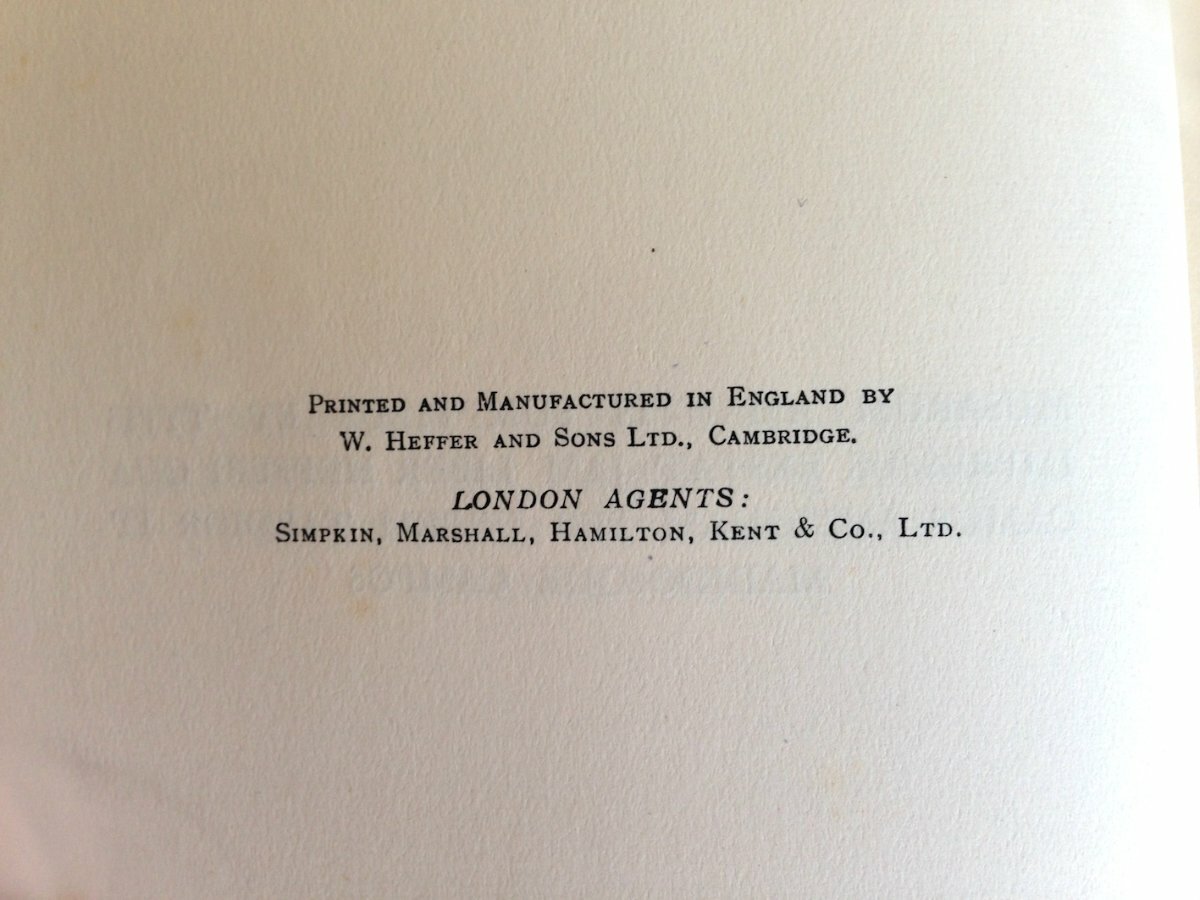 Printed and Manufactured in England by
W. Heffer and Sons Ltd., Cambridge.
LONDON AGENTS:
Simpkin, Marshall, Hamilton, Kent & Co., Ltd.